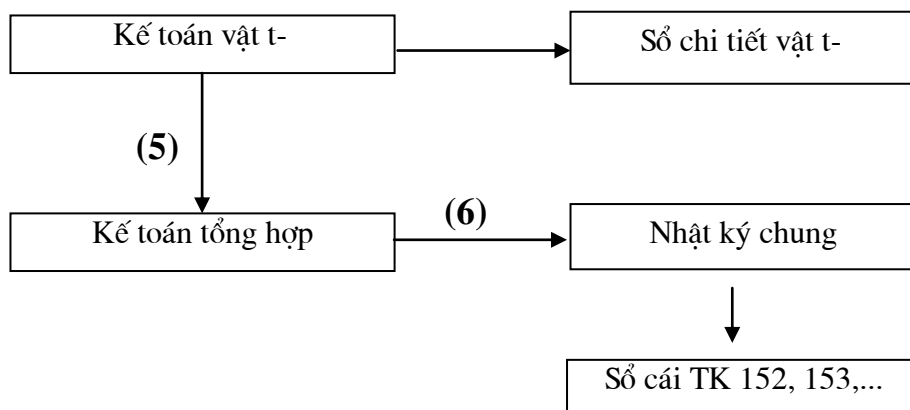 Kế toán vật t-
Sổ chi tiết vật t-
(5)
Kế toán tổng hợp
(6)
Nhật ký chung
Sổ cái TK 152, 153,...